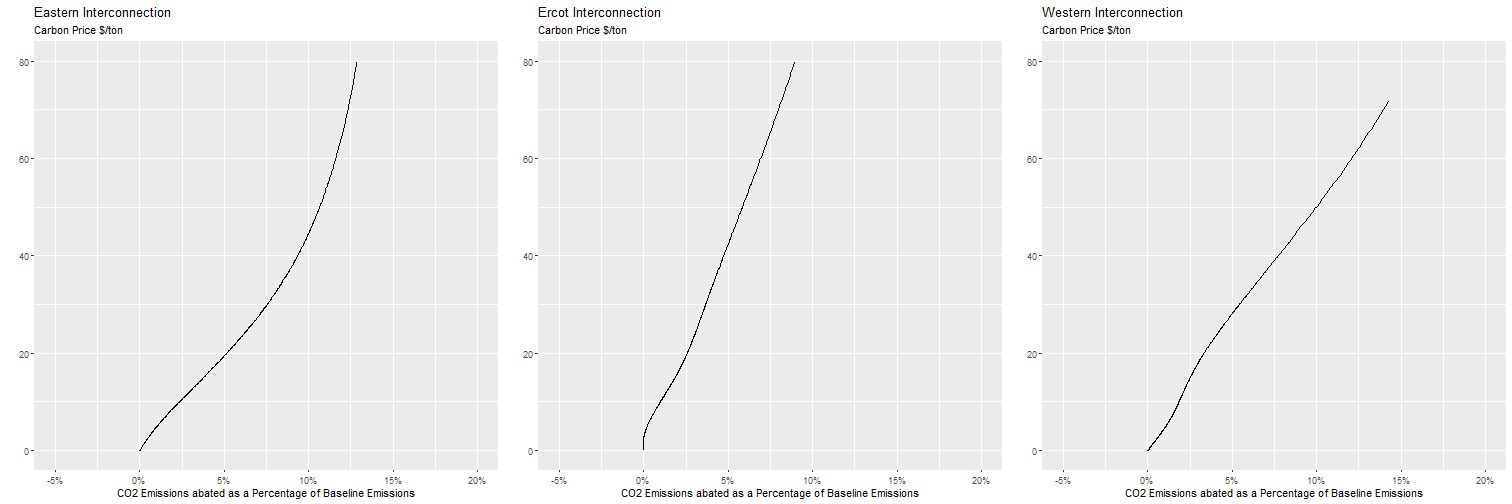 Eastern Interconnection
Carbon Price $/ton
80
60
40
20
0
-5% 0% 5% 10% 15% 20%
CO2 Emissions abated as a Percentage of Baseline Emissions
Ercot Interconnection
Carbon Price $/ton
80
60
40
20
0
-5% 0% 5% 10% 15% 20%
CO2 Emissions abated as a Percentage of Baseline Emissions
Western Interconnection
Carbon Price $/ton
80
60
40
20
0
-5% 0% 5% 10% 15% 20%
CO2 Emissions abated as a Percentage of Baseline Emissions